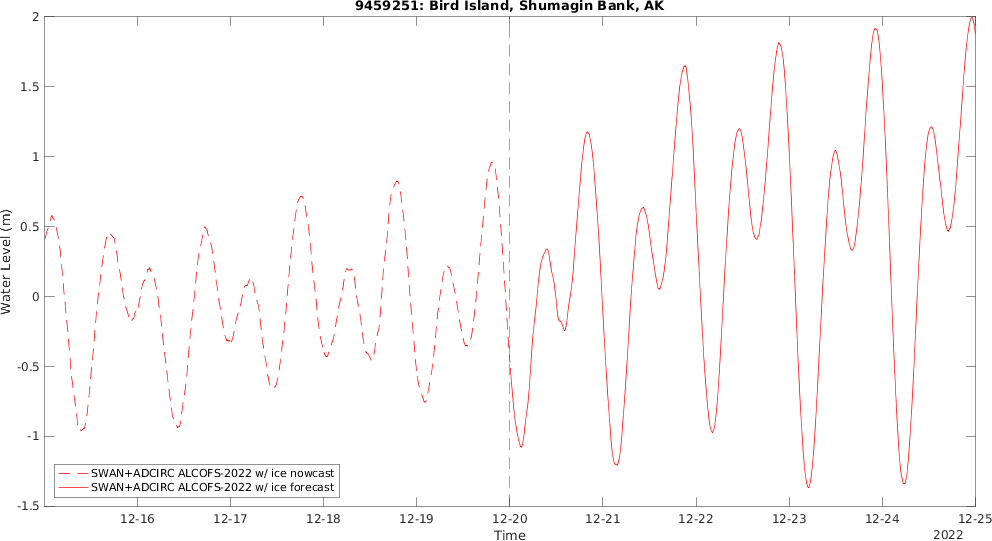 9459251: Bird Island, Shumagin Bank, AK
2
1.5
1
0.5
0
-0.5
-1
-1.5
Water Level (m)
SWAN+ADCIRC ALCOFS-2022 w/ ice nowcast
SWAN+ADCIRC ALCOFS-2022 w/ ice forecast
12-16 12-17 12-18 12-19 12-20 12-21 12-22 12-23 12-24 12-25
Time
2022